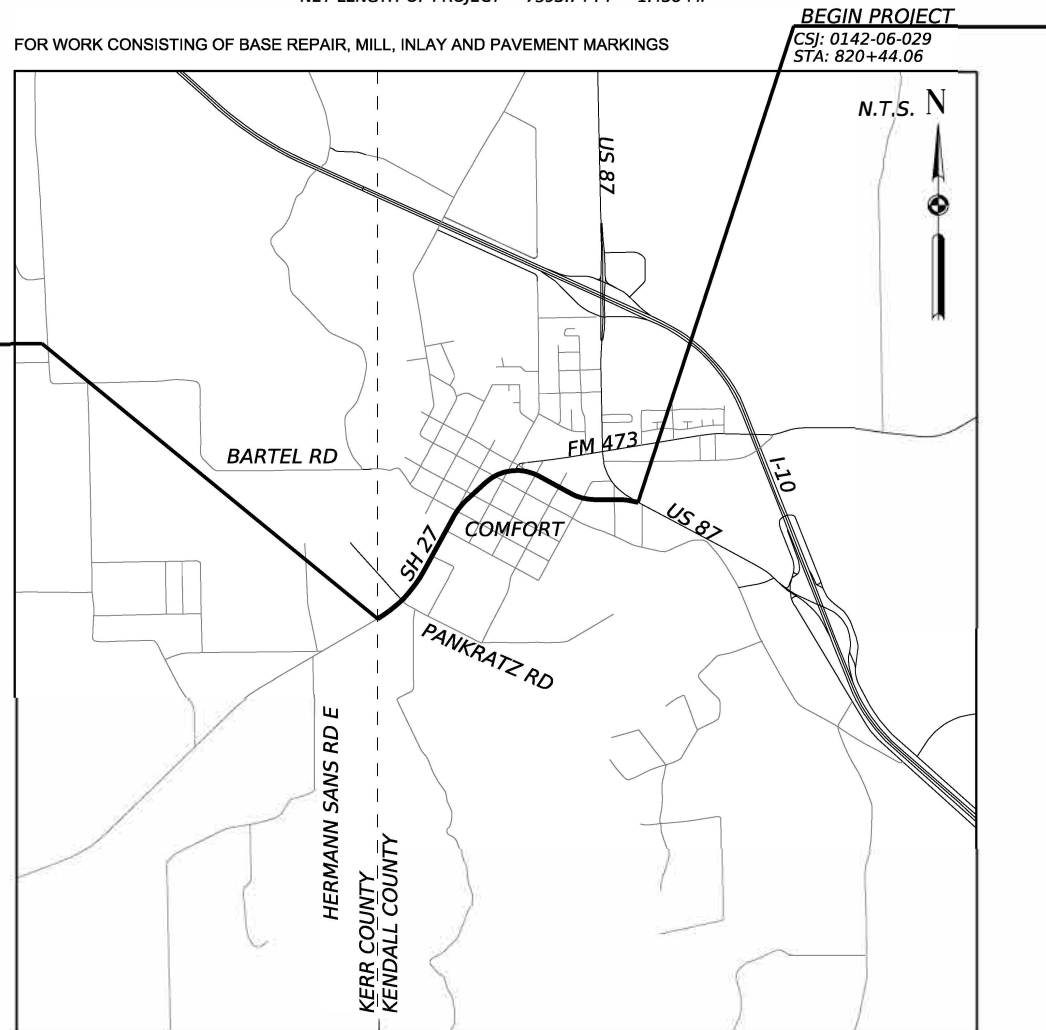 BEGIN PROJECT
FOR WORK CONSISTING OF BASE REPAIR, MILL, INLAY AND PAVEMENT MARKINGS
CSJ: 0142-06-029
STA: 820+44.06
N.T.S. N
US 87
BARTEL RD
FM 473
I-10
COMFORT
US 87
SH 27
PANKRATZ RD
HERMANN SANS RD E
KERR COUNTY
KENDALL COUNTY